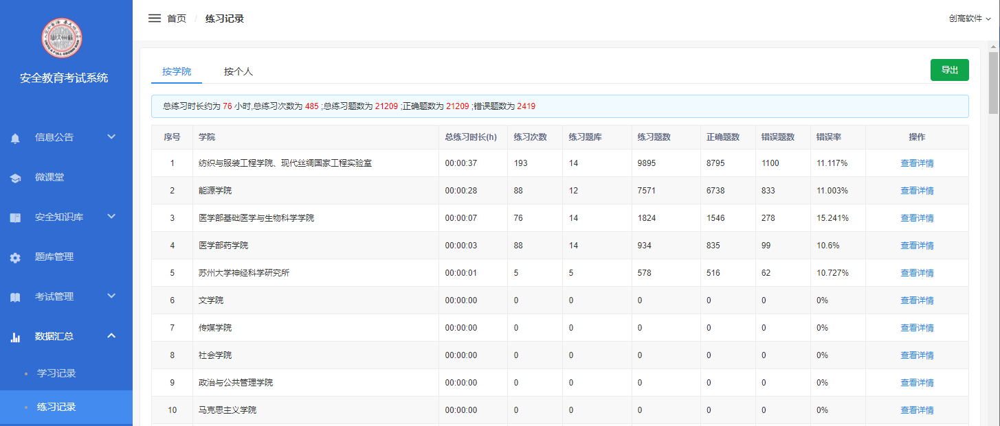 安全教育考试系统
信息公告
微课堂
安全知识库
题库管理
考试管理
数据汇总
学习记录
练习记录
首页 / 练习记录
创高软件
按学院 按个人
导出
总练习时长约为 76 小时,总练习次数为 485 ;总练习题数为 21209 ;正确题数为 21209 ;错误题数为 2419
序号 学院 总练习时长(h) 练习次数 练习题库 练习题数 正确题数 错误题数 错误率 操作
1 纺织与服装工程学院、现代丝绸国家工程实验室 00:00:37 193 14 9895 8795 1100 11.117% 查看详情
2 能源学院 00:00:28 88 12 7571 6738 833 11.003% 查看详情
3 医学部基础医学与生物科学学院 00:00:07 76 14 1824 1546 278 15.241% 查看详情
4 医学部药学院 00:00:03 88 14 934 835 99 10.6% 查看详情
5 苏州大学神经科学研究所 00:00:01 5 5 578 516 62 10.727% 查看详情
6 文学院 00:00:00 0 0 0 0 0 0% 查看详情
7 传媒学院 00:00:00 0 0 0 0 0 0% 查看详情
8 社会学院 00:00:00 0 0 0 0 0 0% 查看详情
9 政治与公共管理学院 00:00:00 0 0 0 0 0 0% 查看详情
10 马克思主义学院 00:00:00 0 0 0 0 0 0% 查看详情